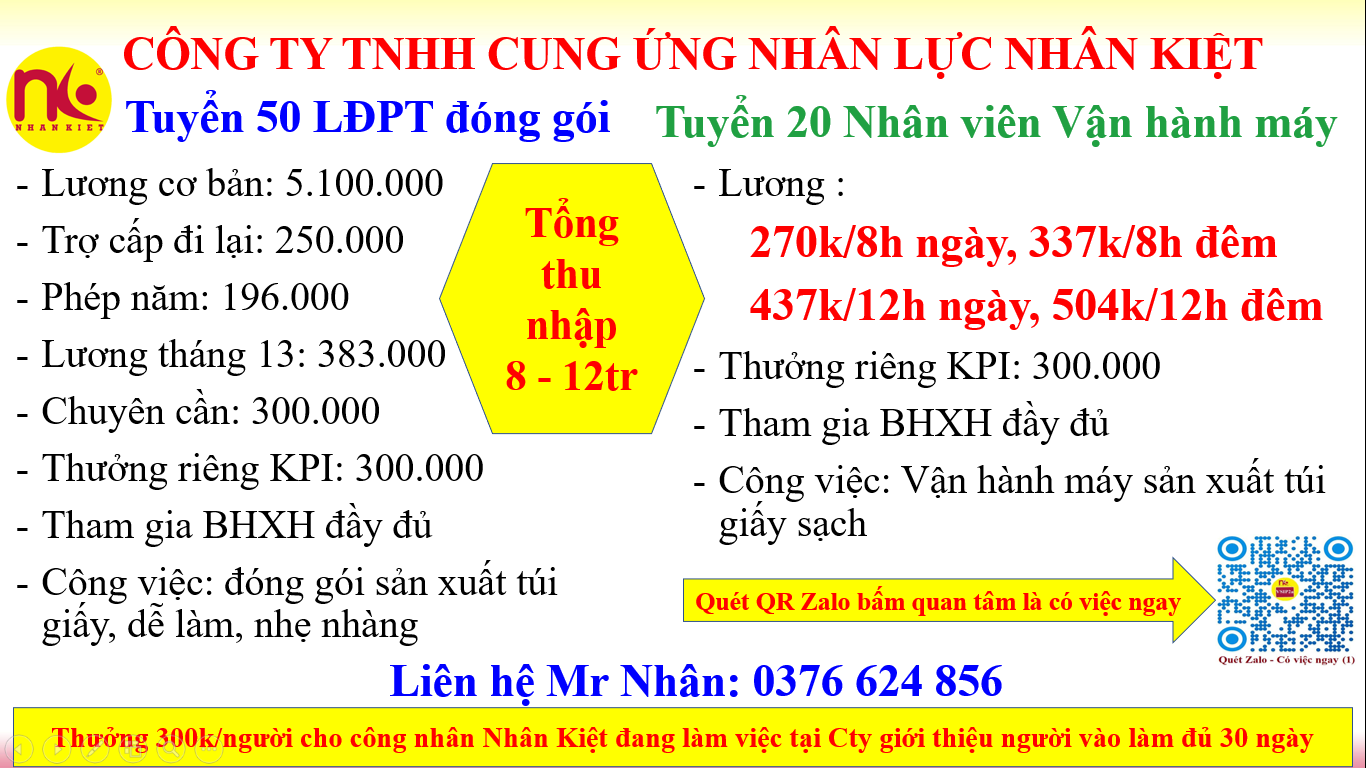 CÔNG TY TNHH CUNG ỨNG NHÂN LỰC NHÂN KIỆT
NHANKIET
®
Tuyển 50 LĐPT đóng gói
- Lương cơ bản: 5.100.000
- Trợ cấp đi lại: 250.000
- Phép năm: 196.000
- Lương tháng 13: 383.000
- Chuyên cần: 300.000
- Thưởng riêng KPI: 300.000
- Tham gia BHXH đầy đủ
- Công việc: đóng gói sản xuất túi
giấy, dễ làm, nhẹ nhàng
Tổng
thu
nhập
8 - 12tr
Tuyển 20 Nhân viên Vận hành máy
- Lương :
270k/8h ngày, 337k/8h đêm
437k/12h ngày, 504k/12h đêm
- Thưởng riêng KPI: 300.000
- Tham gia BHXH đầy đủ
- Công việc: Vận hành máy sản xuất túi
giấy sạch
Quét QR Zalo bấm quan tâm là có việc ngay
Quét Zalo - Có việc ngay (1)
Liên hệ Mr Nhân: 0376 624 856
Thưởng 300k/người cho công nhân Nhân Kiệt đang làm việc tại Cty giới thiệu người vào làm đủ 30 ngày